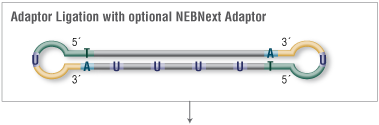 Adaptor Ligation with optional NEBNext Adaptor
5´ 3´
T A
U U
A U U U U T
3´ 5´